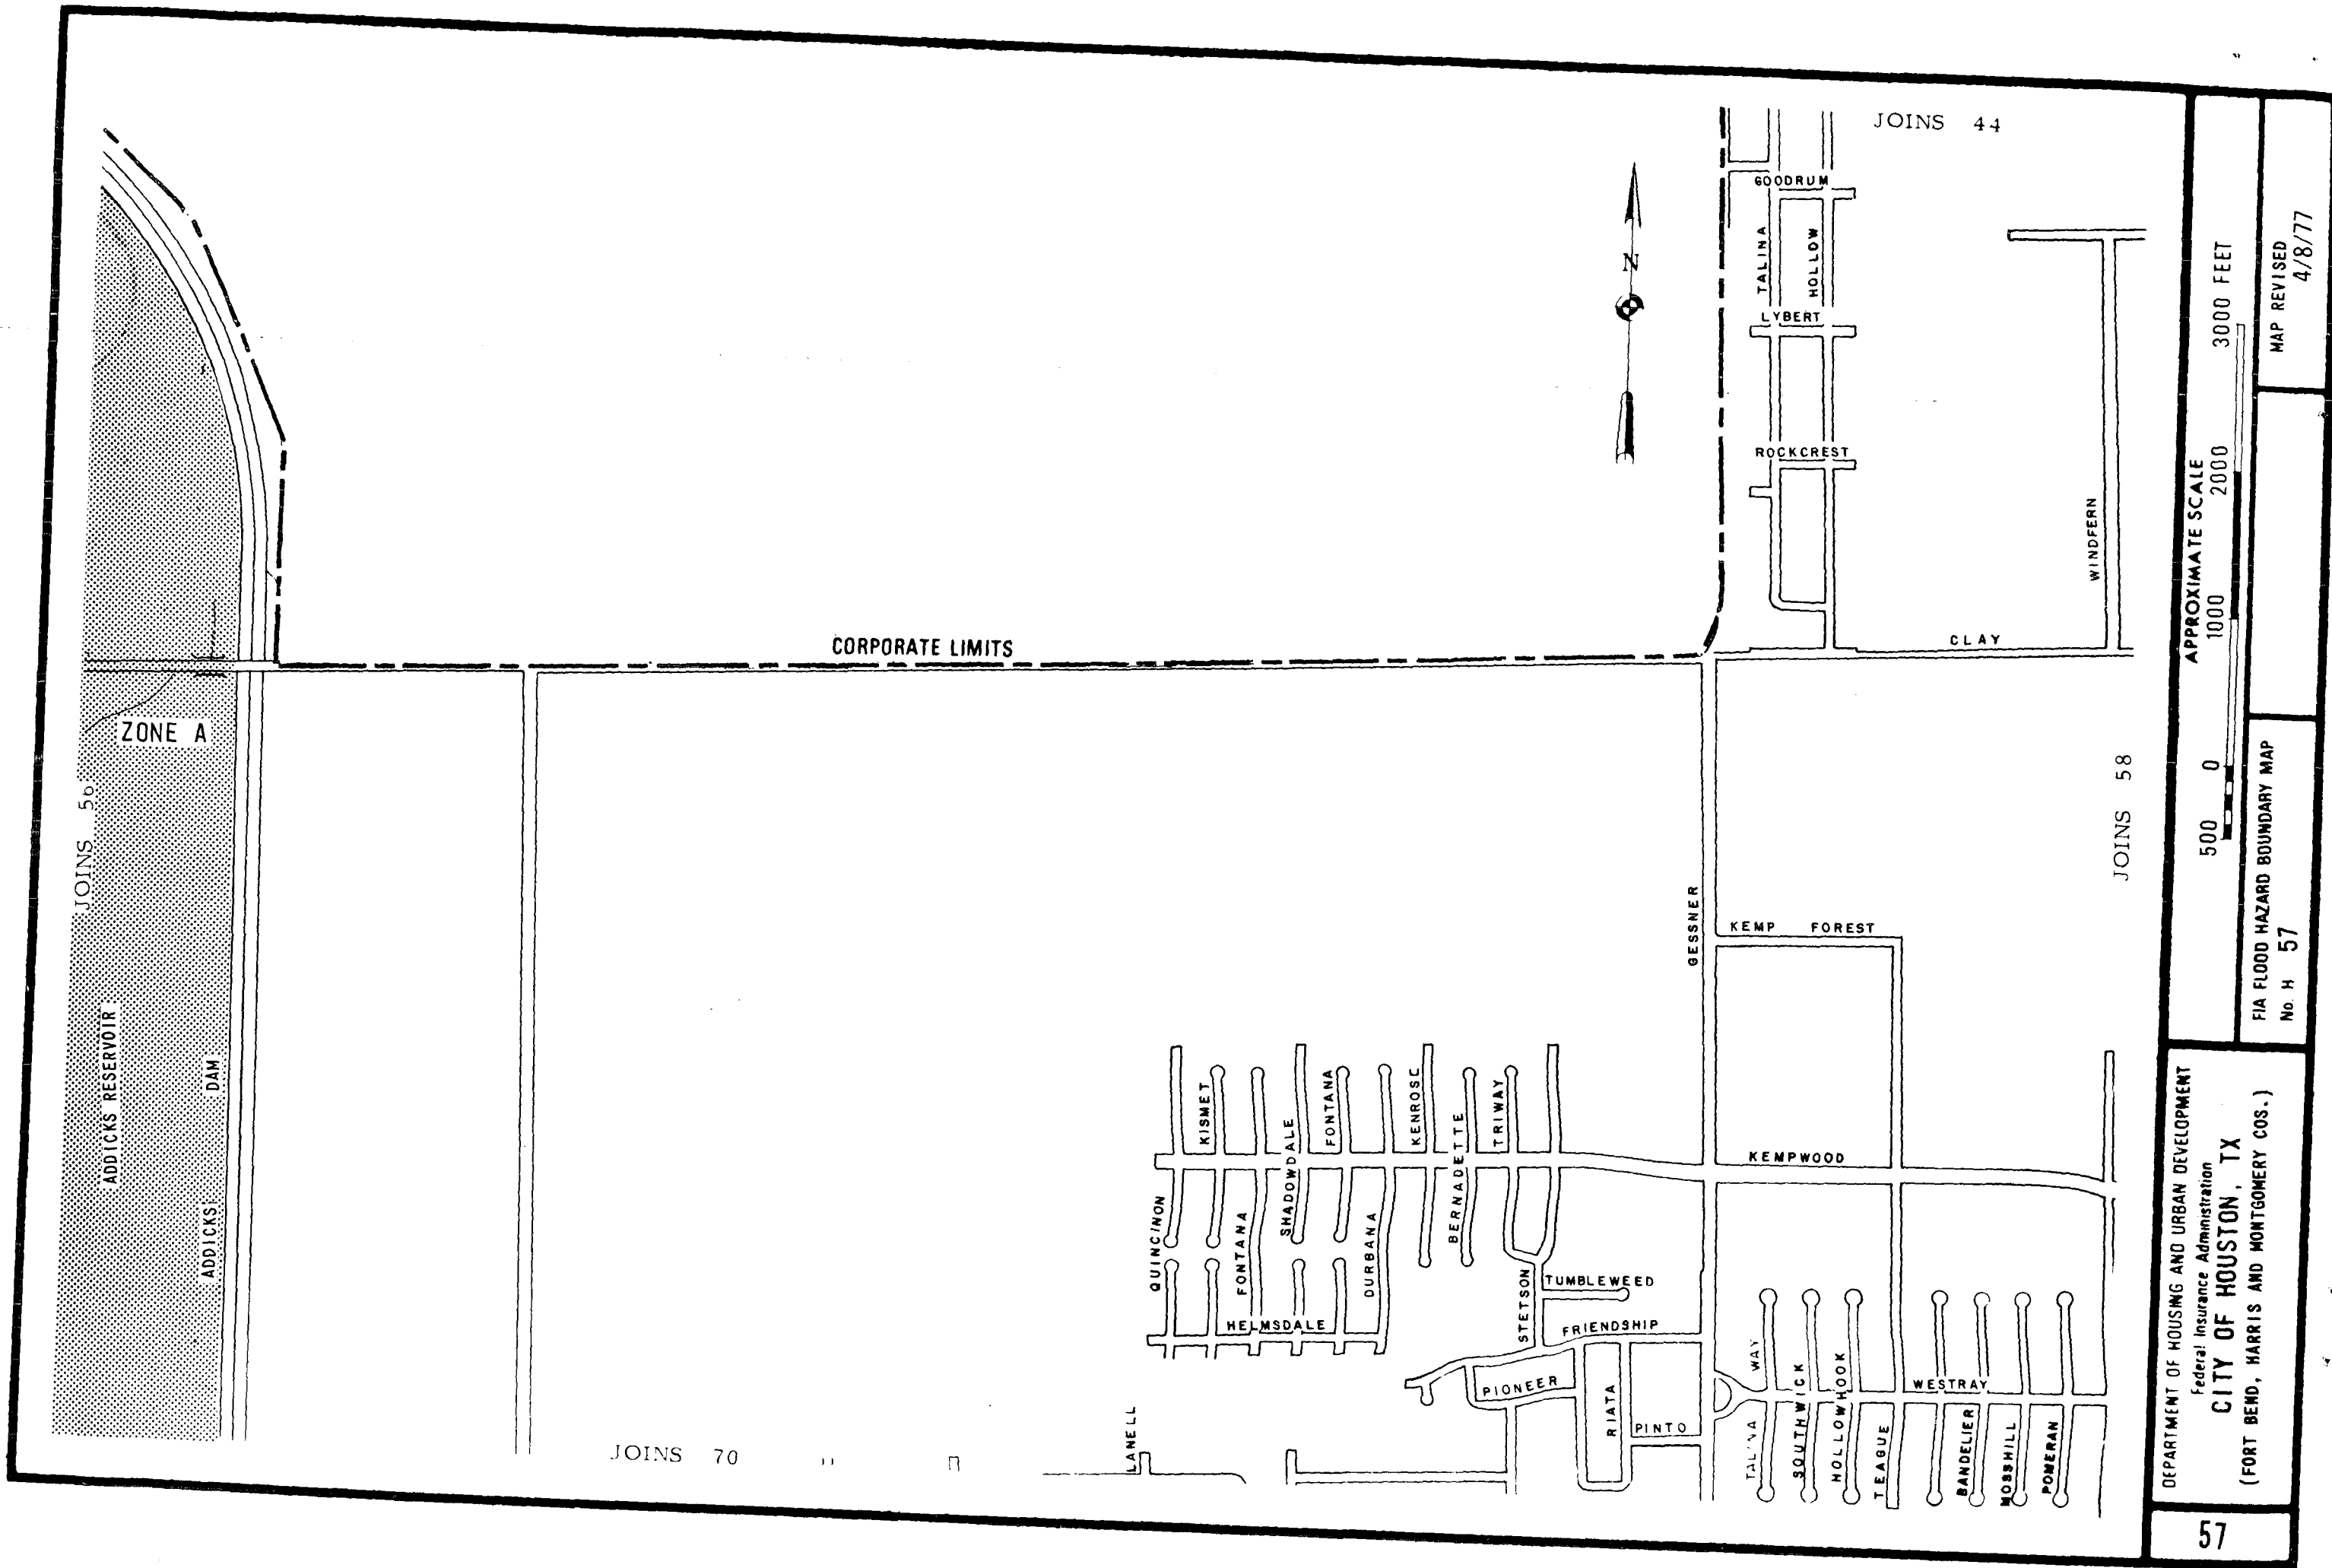 JOINS 44
GOODRUM
TALINA
HOLLOW
N
LYBERT
ROCKCREST
WINDFERN
CORPORATE LIMITS
CLAY
ZONE A
JOINS 56
ADDICKS RESERVOIR
ADDICKS DAM
JOINS 58
GESSNER
KEMP FOREST
KISMET
SHADOWDALE
FONTANA
KENROSE
BERNADETTE
TRIWAY
KEMPWOOD
QUINCINON
FONTANA
DURBANA
STETSON
TUMBLEWEED
HELMSDALE
FRIENDSHIP
PIONEER
RIATA
PINTO
TALINA WAY
SOUTHWICK
HOLLOWHOOK
TEAGUE
WESTRAY
BANDELIER
MOSSHILL
POMERAN
LANELL
JOINS 70
APPROXIMATE SCALE
500 0 1000 2000 3000 FEET
MAP REVISED
4/8/77
FIA FLOOD HAZARD BOUNDARY MAP
No. H 57
DEPARTMENT OF HOUSING AND URBAN DEVELOPMENT
Federal Insurance Administration
CITY OF HOUSTON, TX
(FORT BEND, HARRIS AND MONTGOMERY COS.)
57